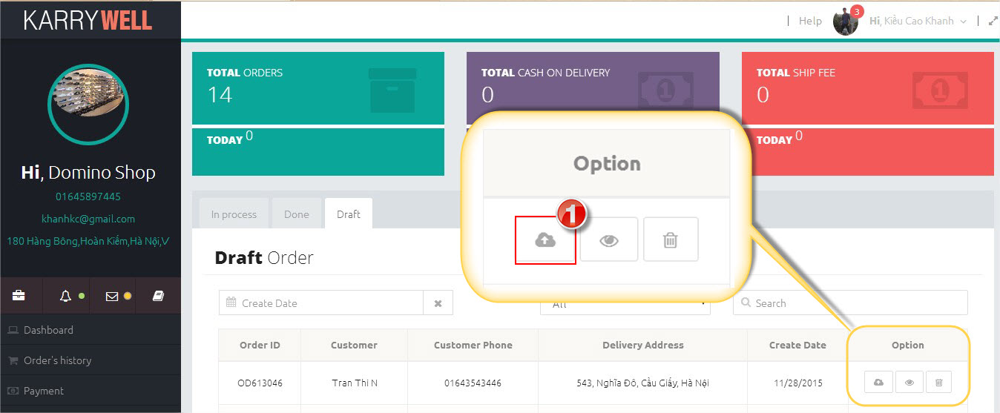 KARRYWELL
Help
3
Hi, Kiều Cao Khanh
TOTAL ORDERS
14
TODAY 0
TOTAL CASH ON DELIVERY
0
TOTAL SHIP FEE
0
TODAY 0
Hi, Domino Shop
01645897445
khanhkc@gmail.com
180 Hàng Bông,Hoàn Kiếm,Hà Nội,V
Dashboard
Order's history
Payment
In process
Done
Draft
Option
1
Draft Order
Create Date
All
Search
Order ID
Customer
Customer Phone
Delivery Address
Create Date
Option
OD613046
Tran Thi N
01643543446
543, Nghĩa Đô, Cầu Giấy, Hà Nội
11/28/2015